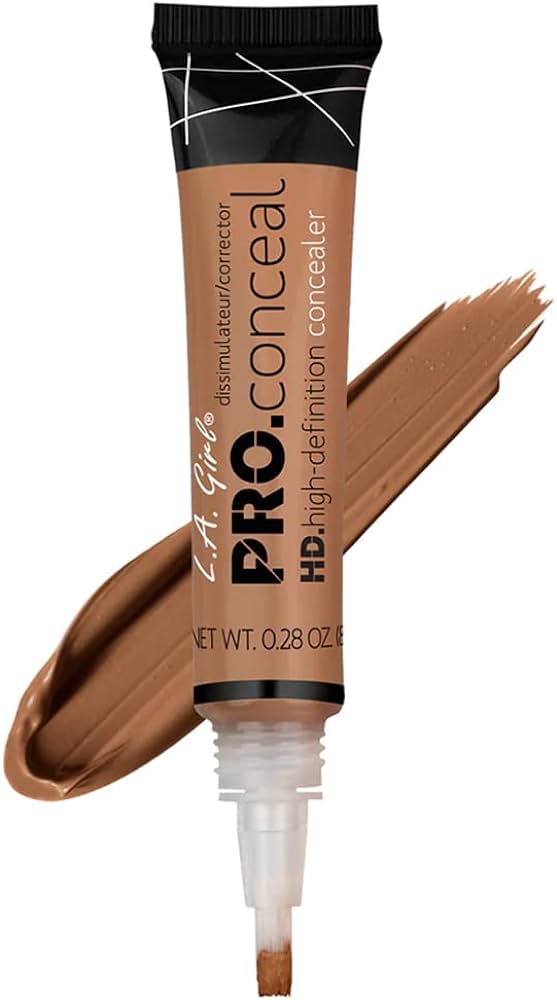 L.A. Girl®
dissimulateur/corrector
PRO.conceal
HD.high-definition concealer
NET WT. 0.28 OZ.